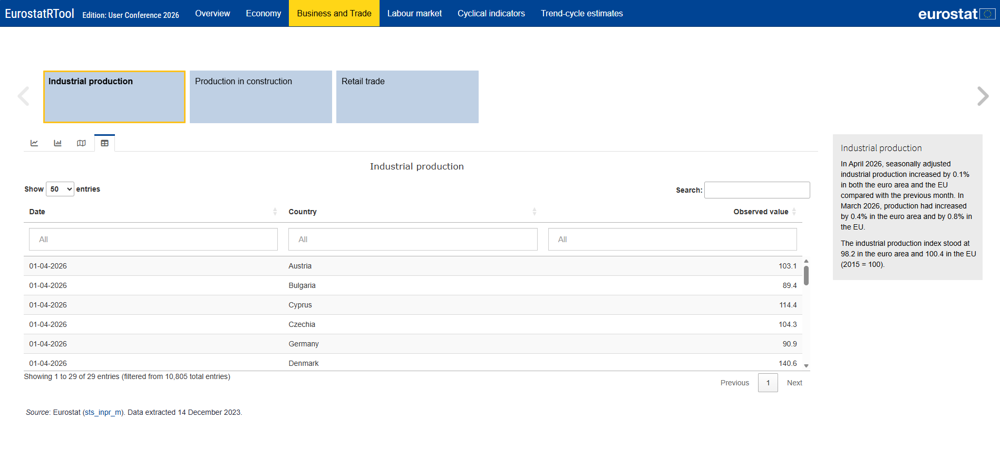 EurostatRTool Edition: User Conference 2026 Overview Economy Business and Trade Labour market Cyclical indicators Trend-cycle estimates eurostat
Industrial production Production in construction Retail trade
Industrial production
Show 50 entries Search:
Date Country Observed value
All All All
01-04-2026 Austria 103.1
01-04-2026 Bulgaria 89.4
01-04-2026 Cyprus 114.4
01-04-2026 Czechia 104.3
01-04-2026 Germany 90.9
01-04-2026 Denmark 140.6
Showing 1 to 29 of 29 entries (filtered from 10,805 total entries)
Previous 1 Next
Source: Eurostat (sts_inpr_m). Data extracted 14 December 2023.
Industrial production
In April 2026, seasonally adjusted
industrial production increased by 0.1%
in both the euro area and the EU
compared with the previous month. In
March 2026, production had increased
by 0.4% in the euro area and by 0.8% in
the EU.
The industrial production index stood at
98.2 in the euro area and 100.4 in the EU
(2015 = 100).